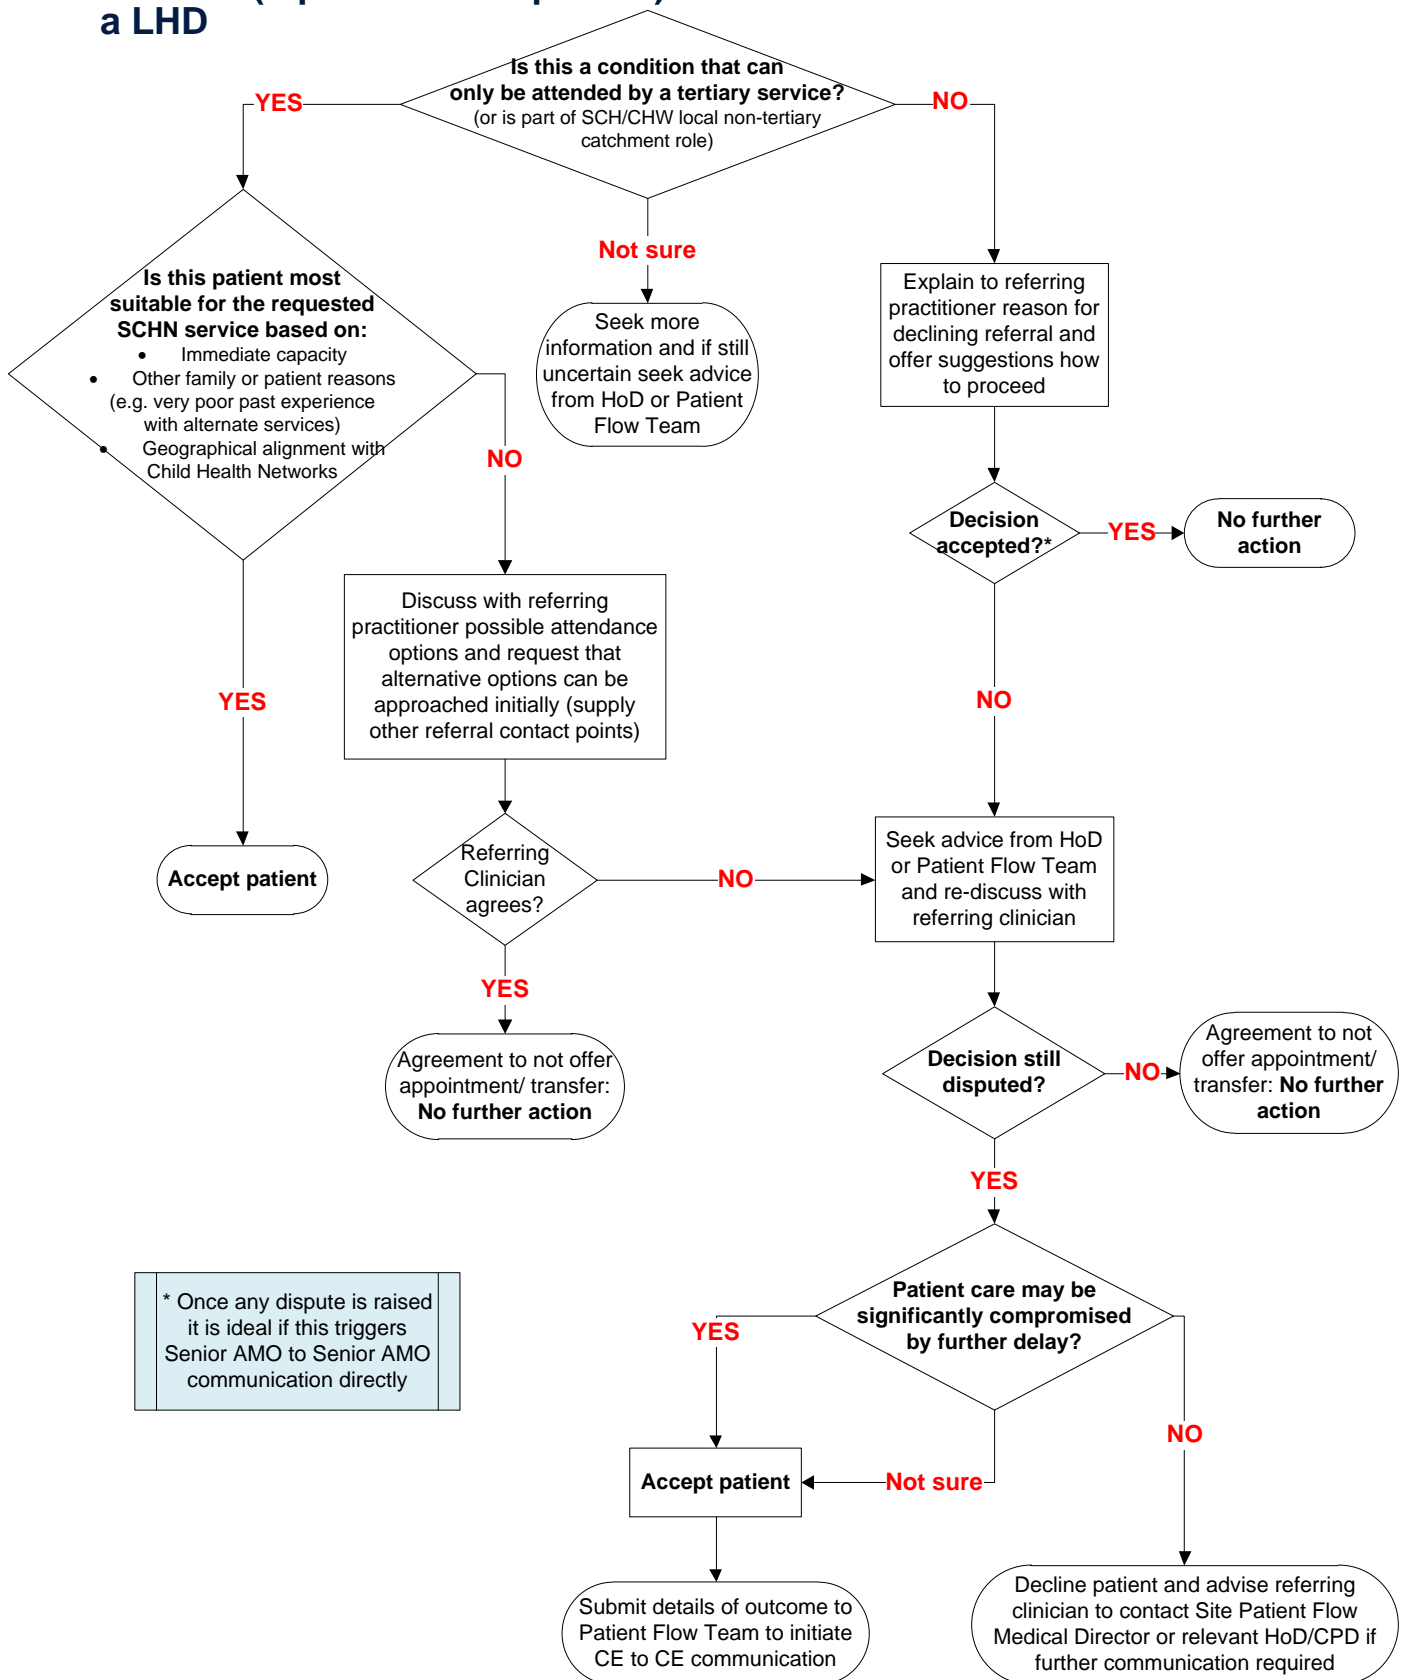 a LHD
Is this a condition that can
only be attended by a tertiary service?
(or is part of SCH/CHW local non-tertiary
catchment role)
YES
NO
Not sure
Is this patient most
suitable for the requested
SCHN service based on:
• Immediate capacity
• Other family or patient reasons
(e.g. very poor past experience
with alternate services)
• Geographical alignment with
Child Health Networks
Seek more
information and if still
uncertain seek advice
from HoD or Patient
Flow Team
Explain to referring
practitioner reason for
declining referral and
offer suggestions how
to proceed
NO
Decision
accepted?*
YES
No further
action
Discuss with referring
practitioner possible attendance
options and request that
alternative options can be
approached initially (supply
other referral contact points)
YES
NO
Accept patient
Referring
Clinician
agrees?
NO
Seek advice from HoD
or Patient Flow Team
and re-discuss with
referring clinician
YES
Agreement to not offer
appointment/ transfer:
No further action
Decision still
disputed?
NO
Agreement to not
offer appointment/
transfer: No further
action
YES
Patient care may be
significantly compromised
by further delay?
* Once any dispute is raised
it is ideal if this triggers
Senior AMO to Senior AMO
communication directly
YES
NO
Accept patient
Not sure
Submit details of outcome to
Patient Flow Team to initiate
CE to CE communication
Decline patient and advise referring
clinician to contact Site Patient Flow
Medical Director or relevant HoD/CPD if
further communication required